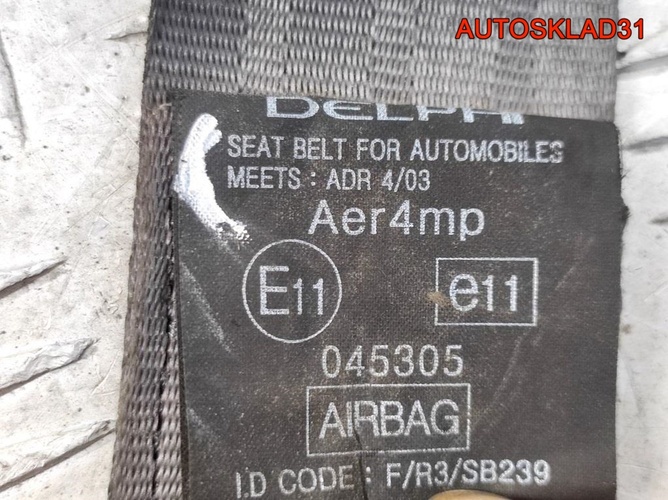 AUTOSKLAD31
DELPHI
SEAT BELT FOR AUTOMOBILES
MEETS : ADR 4/03
Aer4mp
E11 e11
045305
AIRBAG
I.D CODE : F/R3/SB239